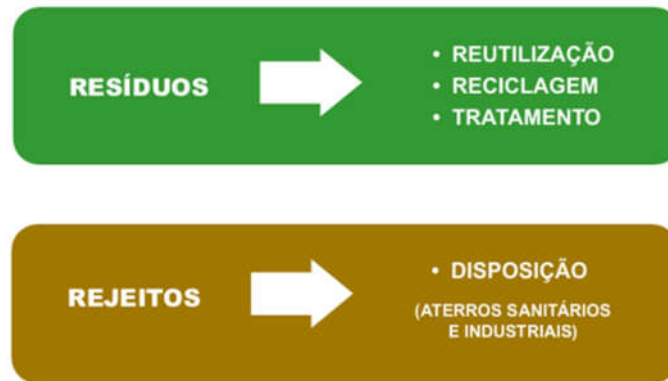 RESÍDUOS
• REUTILIZAÇÃO
• RECICLAGEM
• TRATAMENTO
REJEITOS
• DISPOSIÇÃO
(ATERROS SANITÁRIOS
E INDUSTRIAIS)